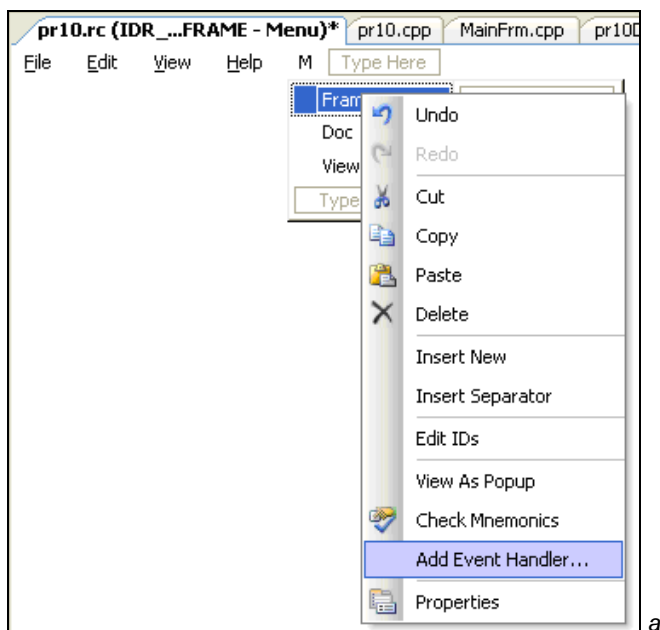 pr10.rc (IDR_...FRAME - Menu)* pr10.cpp MainFrm.cpp pr10D
File Edit View Help M Type Here
Fram
Doc
View
Type
Undo
Redo
Cut
Copy
Paste
Delete
Insert New
Insert Separator
Edit IDs
View As Popup
Check Mnemonics
Add Event Handler...
Properties
a